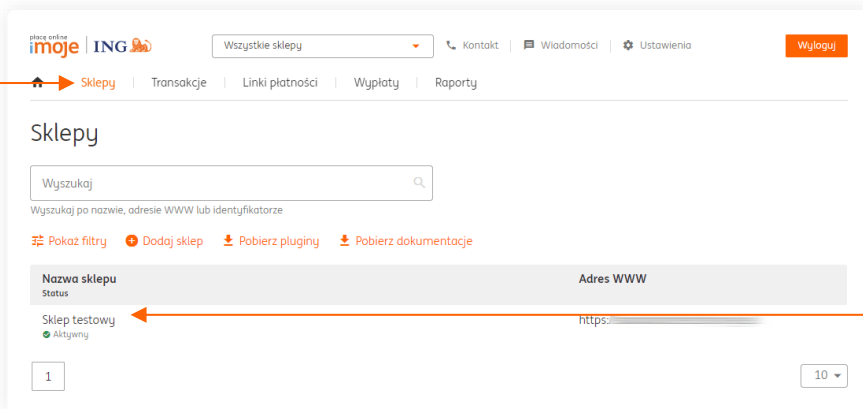 płacę online
imoje ING Wszystkie sklepy Kontakt Wiadomości Ustawienia Wyloguj
Sklepy Transakcje Linki płatności Wypłaty Raporty
Sklepy
Wyszukaj
Wyszukaj po nazwie, adresie WWW lub identyfikatorze
Pokaż filtry Dodaj sklep Pobierz pluginy Pobierz dokumentacje
Nazwa sklepu Adres WWW
Status
Sklep testowy https:
Aktywny
1 10